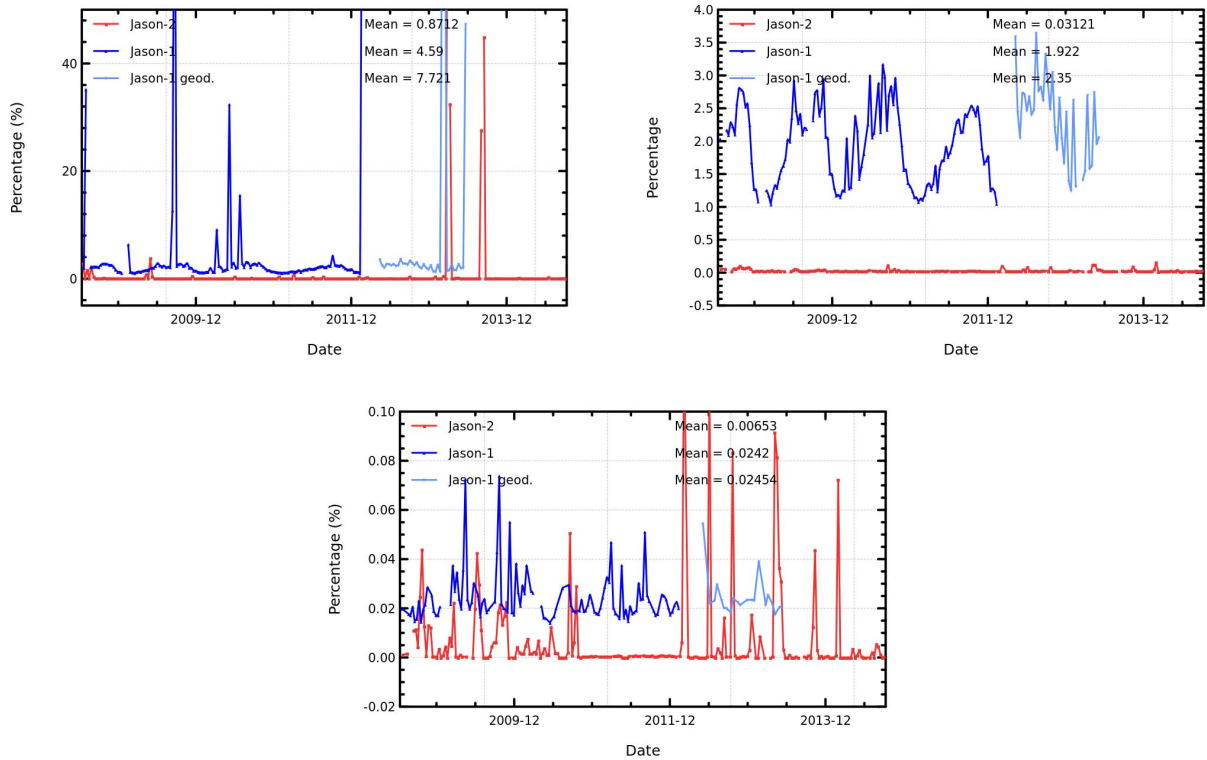 Jason-2 Mean = 0.8712
Jason-1 Mean = 4.59
Jason-1 geod. Mean = 7.721
40
20
0
Percentage (%)
2009-12 2011-12 2013-12
Date
4.0
3.5
3.0
2.5
2.0
1.5
1.0
0.5
0.0
-0.5
Jason-2 Mean = 0.03121
Jason-1 Mean = 1.922
Jason-1 geod. Mean = 2.35
Percentage
2009-12 2011-12 2013-12
Date
0.10
0.08
0.06
0.04
0.02
0.00
-0.02
Jason-2 Mean = 0.00653
Jason-1 Mean = 0.0242
Jason-1 geod. Mean = 0.02454
Percentage (%)
2009-12 2011-12 2013-12
Date